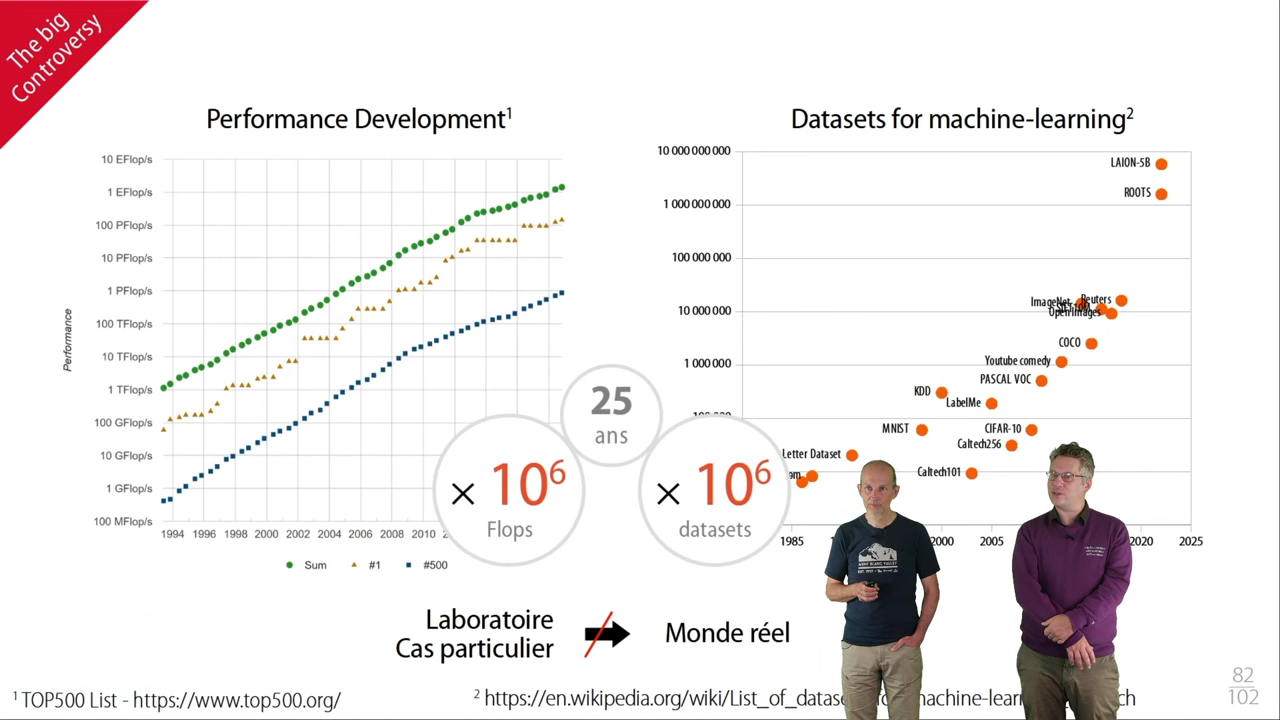 The big
Controversy
Performance Development¹
10 EFlop/s
1 EFlop/s
100 PFlop/s
10 PFlop/s
1 PFlop/s
100 TFlop/s
10 TFlop/s
1 TFlop/s
100 GFlop/s
10 GFlop/s
1 GFlop/s
100 MFlop/s
Performance
1994 1996 1998 2000 2002 2004 2006 2008 2010
Sum #1 #500
Datasets for machine-learning²
10 000 000 000
1 000 000 000
100 000 000
10 000 000
1 000 000
LAION-5B
ROOTS
ImageNet
Reuters
OpenImages
COCO
Youtube comedy
PASCAL VOC
KDD
LabelMe
MNIST
CIFAR-10
Caltech256
Letter Dataset
Caltech101
1985 2000 2005 2020 2025
25
ans
× 10⁶
Flops
× 10⁶
datasets
MONT BLANC VALLEY
Laboratoire
Cas particulier
Monde réel
¹ TOP500 List - https://www.top500.org/
² https://en.wikipedia.org/wiki/List_of_datase
82
102